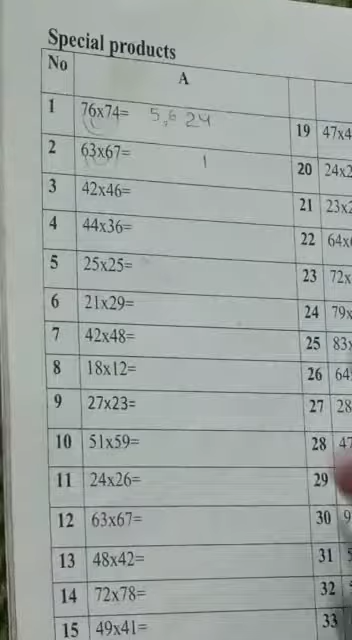 Special products
No A
1 76x74= 5,624 19 47x4
2 63x67= 1 20 24x2
3 42x46= 21 23x2
4 44x36= 22 64x
5 25x25= 23 72x
6 21x29= 24 79x
7 42x48= 25 83x
8 18x12= 26 64
9 27x23= 27 28
10 51x59= 28 47
11 24x26= 29
12 63x67= 30 9
13 48x42= 31
14 72x78= 32
15 49x41= 33